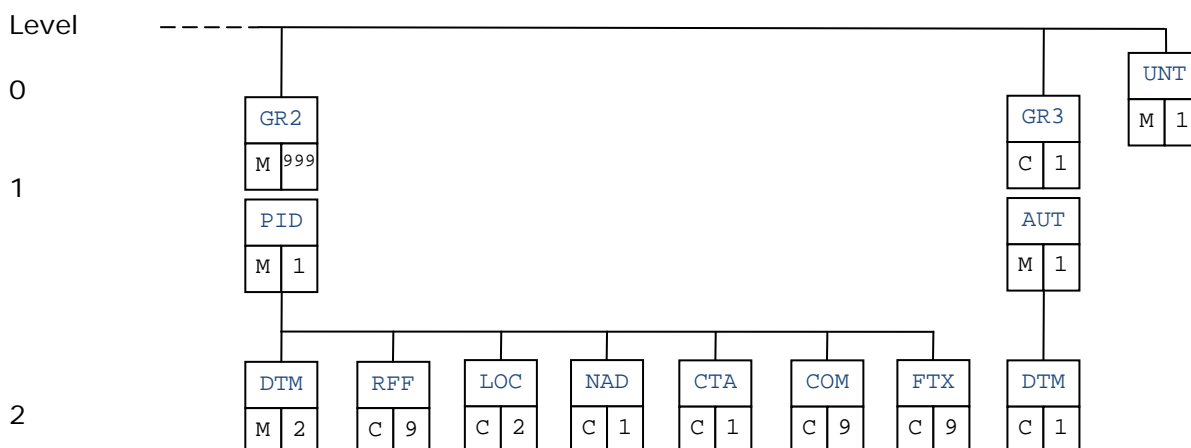 Level
0
UNT
M 1
GR2
M 999
GR3
C 1
1
PID
M 1
AUT
M 1
DTM RFF LOC NAD CTA COM FTX DTM
2
M 2 C 9 C 2 C 1 C 1 C 9 C 9 C 1